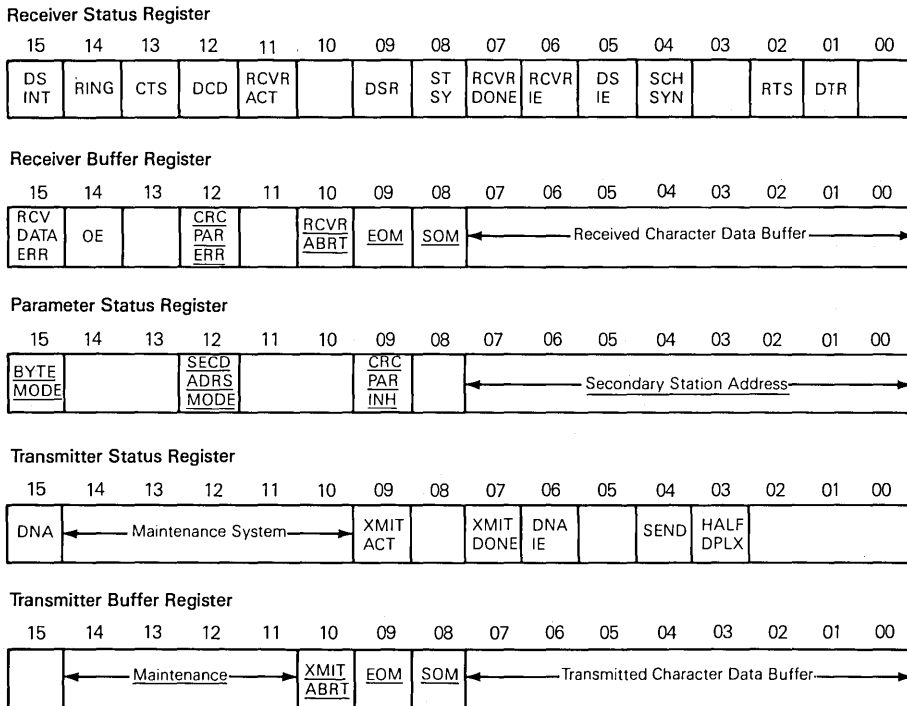 Receiver Status Register
15 14 13 12 11 10 09 08 07 06 05 04 03 02 01 00
DS INT RING CTS DCD RCVR ACT DSR ST SY RCVR DONE RCVR IE DS IE SCH SYN RTS DTR
Receiver Buffer Register
15 14 13 12 11 10 09 08 07 06 05 04 03 02 01 00
RCV DATA ERR OE CRC PAR ERR RCVR ABRT EOM SOM Received Character Data Buffer
Parameter Status Register
15 14 13 12 11 10 09 08 07 06 05 04 03 02 01 00
BYTE MODE SECD ADRS MODE CRC PAR INH Secondary Station Address
Transmitter Status Register
15 14 13 12 11 10 09 08 07 06 05 04 03 02 01 00
DNA Maintenance System XMIT ACT XMIT DONE DNA IE SEND HALF DPLX
Transmitter Buffer Register
15 14 13 12 11 10 09 08 07 06 05 04 03 02 01 00
Maintenance XMIT ABRT EOM SOM Transmitted Character Data Buffer